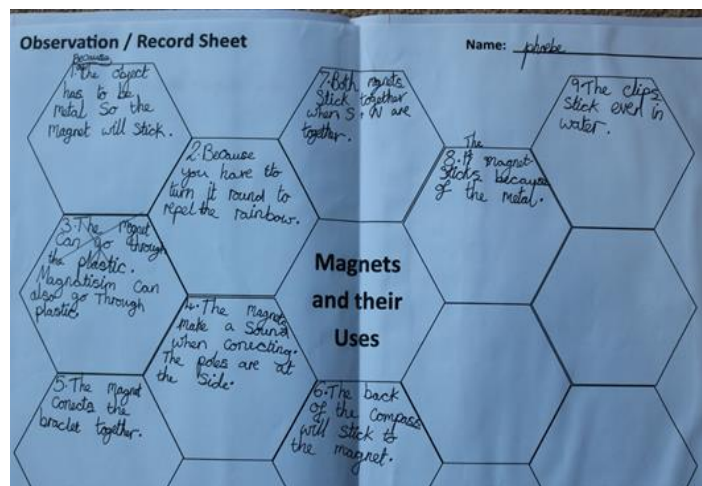 Observation / Record Sheet
Name: phoebe
Because
1. The object
has to be
metal So the
magnet will stick.
2. Because
you have to
turn it round to
repel the rainbow.
3. The magnet
can go through
the plastic.
Magnatisim can
also go Through
plastic.
4. The magnets
make a Sound
when conecting.
The poles are at
the Side.
5. The magnet
conects the
braclet together.
6. The back
of the compass
will stick to
the magnet.
7. Both magnets
Stick together
when S, N are
together.
The
8. magnet
Sticks because
of the metal.
9. The clips
stick even in
water.
Magnets
and their
Uses